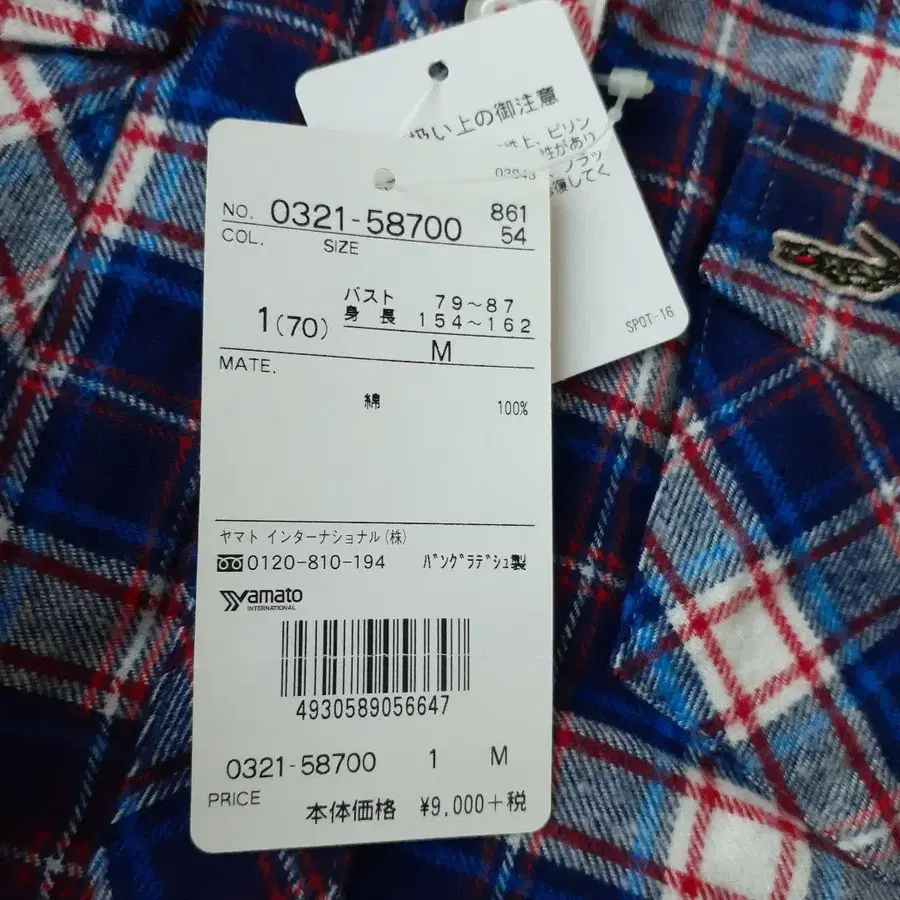 扱い上の御注意
上、ピリン
性があり
ブラッ
してく
SPOT-16
NO. 0321-58700 861
54
COL. SIZE
1(70) バスト 79~87
身長 154~162
M
MATE.
綿 100%
ヤマト インターナショナル(株)
0120-810-194 バングラデシュ製
Yamato
INTERNATIONAL
4930589056647
0321-58700 1 M
PRICE 本体価格 ¥9,000+税